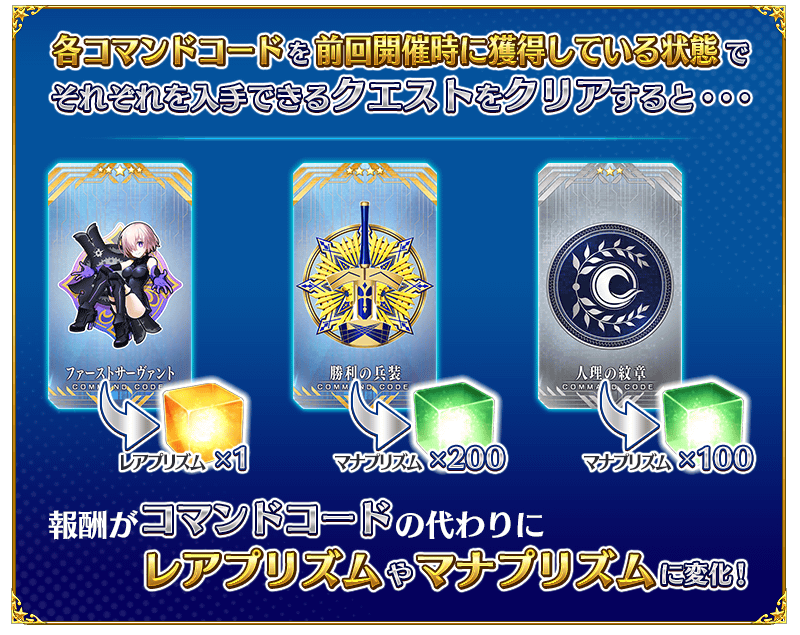 各コマンドコードを前回開催時に獲得している状態で
それぞれを入手できるクエストをクリアすると・・・
ファーストサーヴァント
COMMAND CODE
勝利の兵装
COMMAND CODE
人理の紋章
COMMAND CODE
レアプリズム ×1
マナプリズム ×200
マナプリズム ×100
報酬がコマンドコードの代わりに
レアプリズムやマナプリズムに変化!